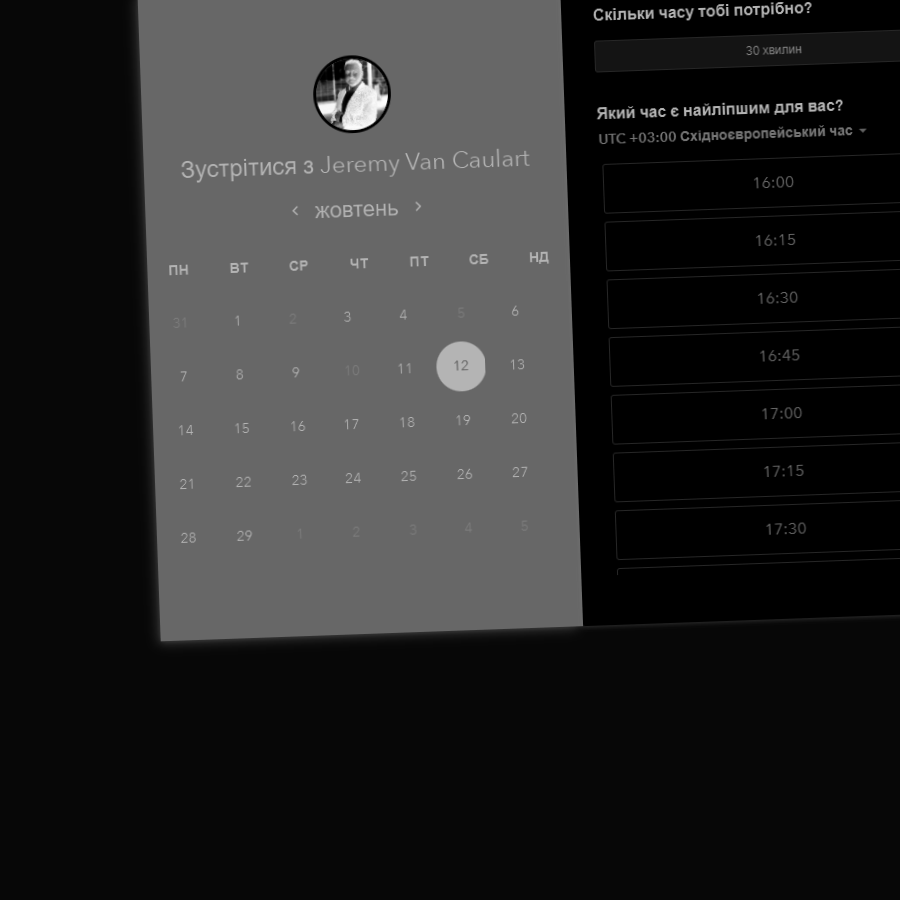 Зустрітися з Jeremy Van Caulart
‹ жовтень ›
ПН ВТ СР ЧТ ПТ СБ НД
31 1 2 3 4 5 6
7 8 9 10 11 12 13
14 15 16 17 18 19 20
21 22 23 24 25 26 27
28 29 1 2 3 4 5
Скільки часу тобі потрібно?
30 хвилин
Який час є найліпшим для вас?
UTC +03:00 Східноєвропейський час
16:00
16:15
16:30
16:45
17:00
17:15
17:30